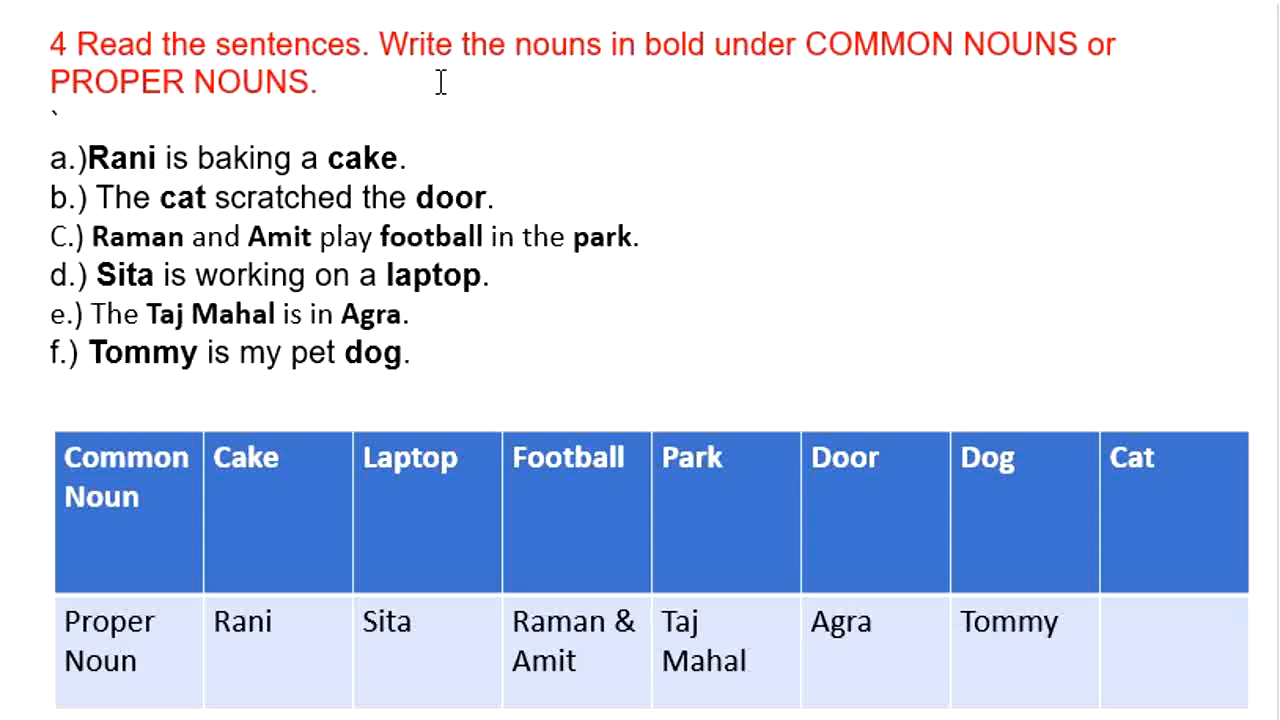 4 Read the sentences. Write the nouns in bold under COMMON NOUNS or
PROPER NOUNS.
`
a.)Rani is baking a cake.
b.) The cat scratched the door.
C.) Raman and Amit play football in the park.
d.) Sita is working on a laptop.
e.) The Taj Mahal is in Agra.
f.) Tommy is my pet dog.
Common Noun Cake Laptop Football Park Door Dog Cat
Proper Noun Rani Sita Raman & Amit Taj Mahal Agra Tommy